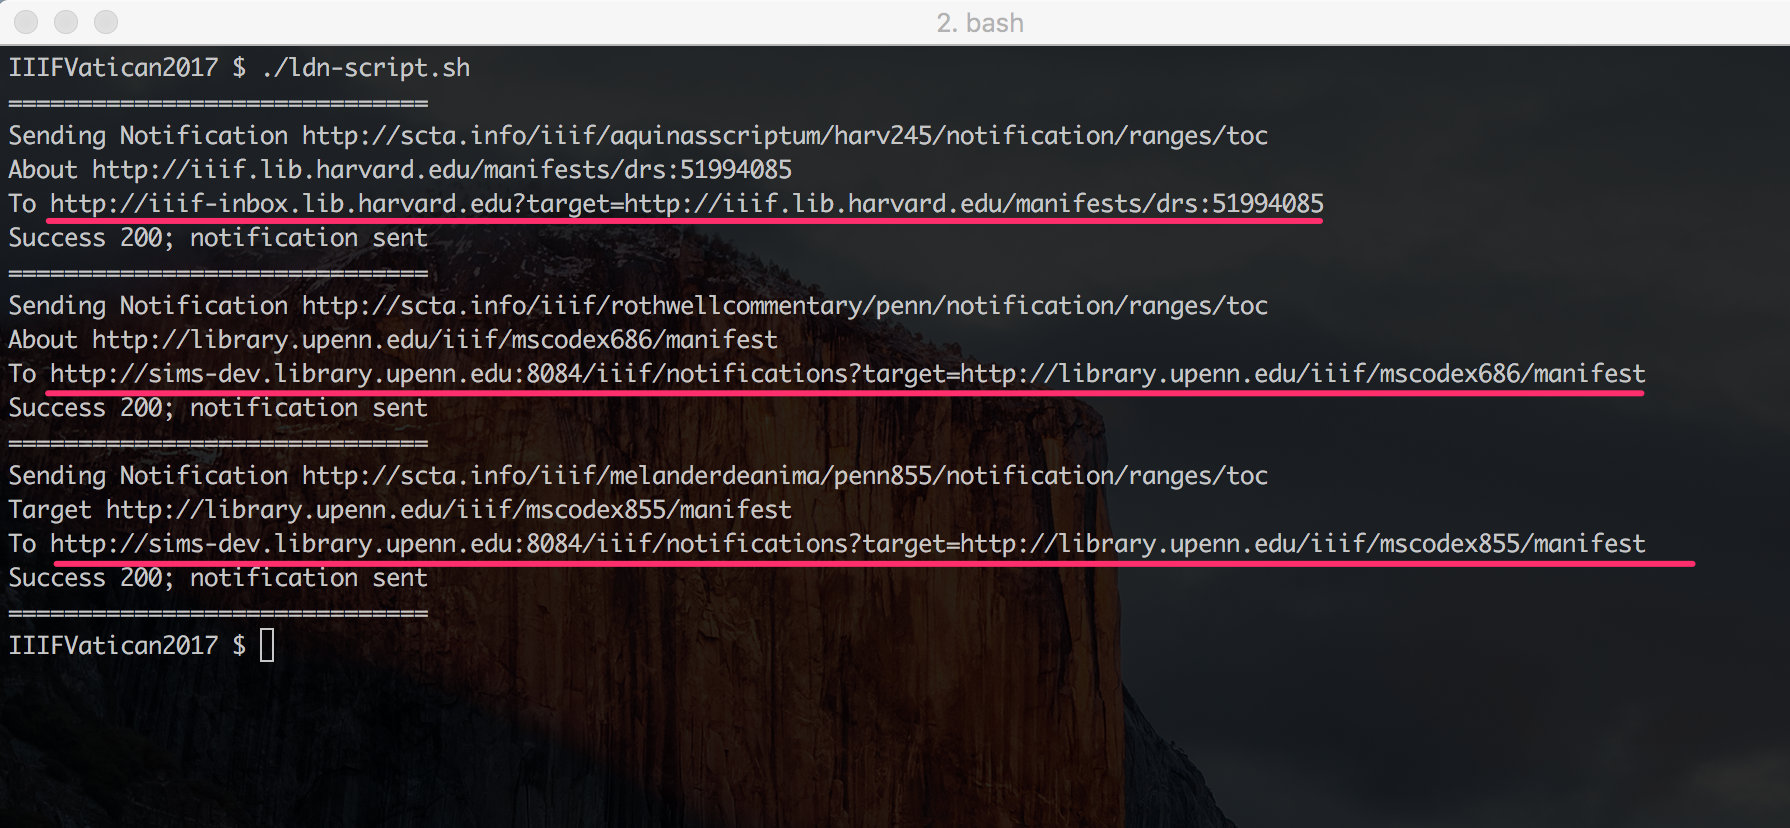 2. bash
IIIFVatican2017 $ ./ldn-script.sh
==============================
Sending Notification http://scta.info/iiif/aquinasscriptum/harv245/notification/ranges/toc
About http://iiif.lib.harvard.edu/manifests/drs:51994085
To http://iiif-inbox.lib.harvard.edu?target=http://iiif.lib.harvard.edu/manifests/drs:51994085
Success 200; notification sent
==============================
Sending Notification http://scta.info/iiif/rothwellcommentary/penn/notification/ranges/toc
About http://library.upenn.edu/iiif/mscodex686/manifest
To http://sims-dev.library.upenn.edu:8084/iiif/notifications?target=http://library.upenn.edu/iiif/mscodex686/manifest
Success 200; notification sent
==============================
Sending Notification http://scta.info/iiif/melanderdeanima/penn855/notification/ranges/toc
Target http://library.upenn.edu/iiif/mscodex855/manifest
To http://sims-dev.library.upenn.edu:8084/iiif/notifications?target=http://library.upenn.edu/iiif/mscodex855/manifest
Success 200; notification sent
==============================
IIIFVatican2017 $